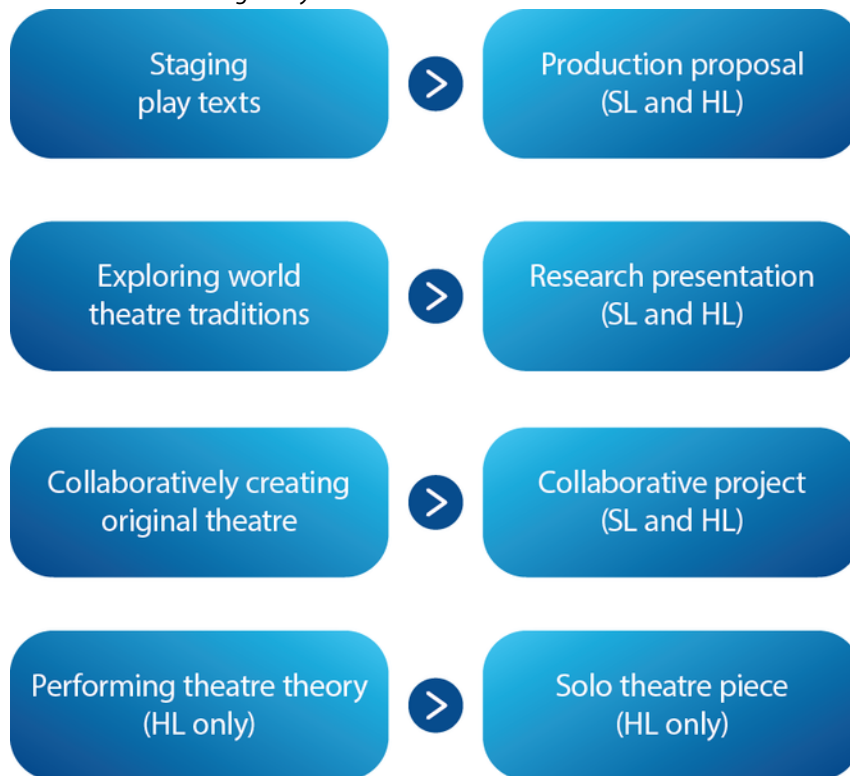 Staging
play texts
Production proposal
(SL and HL)
Exploring world
theatre traditions
Research presentation
(SL and HL)
Collaboratively creating
original theatre
Collaborative project
(SL and HL)
Performing theatre theory
(HL only)
Solo theatre piece
(HL only)